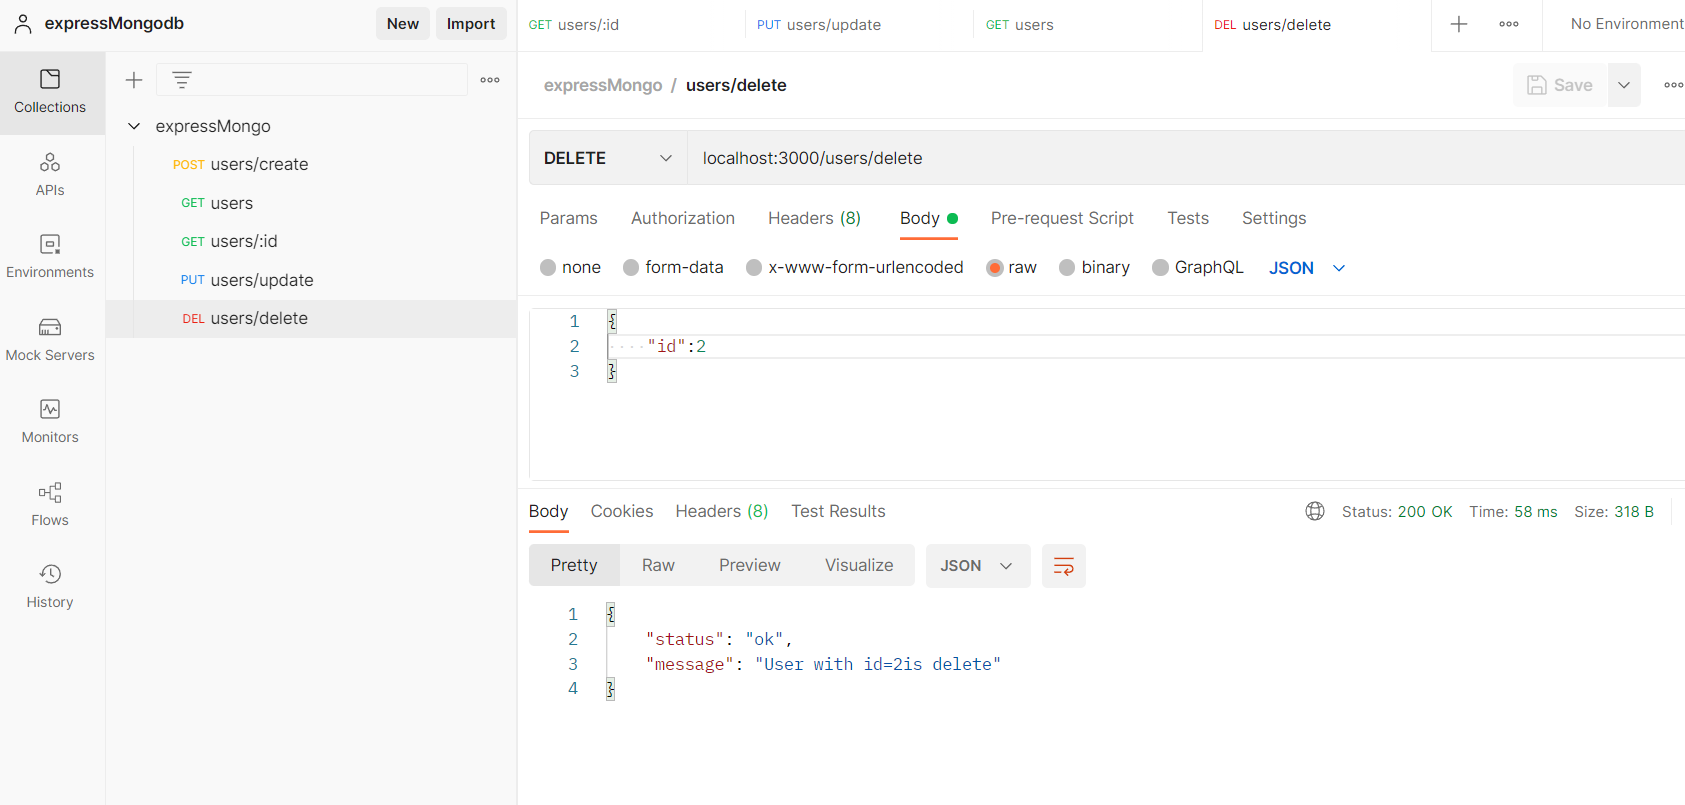 expressMongodb
New
Import
GET users/:id
PUT users/update
GET users
DEL users/delete
No Environment
Collections
APIs
Environments
Mock Servers
Monitors
Flows
History
expressMongo
POST users/create
GET users
GET users/:id
PUT users/update
DEL users/delete
expressMongo / users/delete
Save
DELETE
localhost:3000/users/delete
Params
Authorization
Headers (8)
Body
Pre-request Script
Tests
Settings
none
form-data
x-www-form-urlencoded
raw
binary
GraphQL
JSON
1 {
2 "id":2
3 }
Body
Cookies
Headers (8)
Test Results
Status: 200 OK
Time: 58 ms
Size: 318 B
Pretty
Raw
Preview
Visualize
JSON
1 {
2 "status": "ok",
3 "message": "User with id=2is delete"
4 }